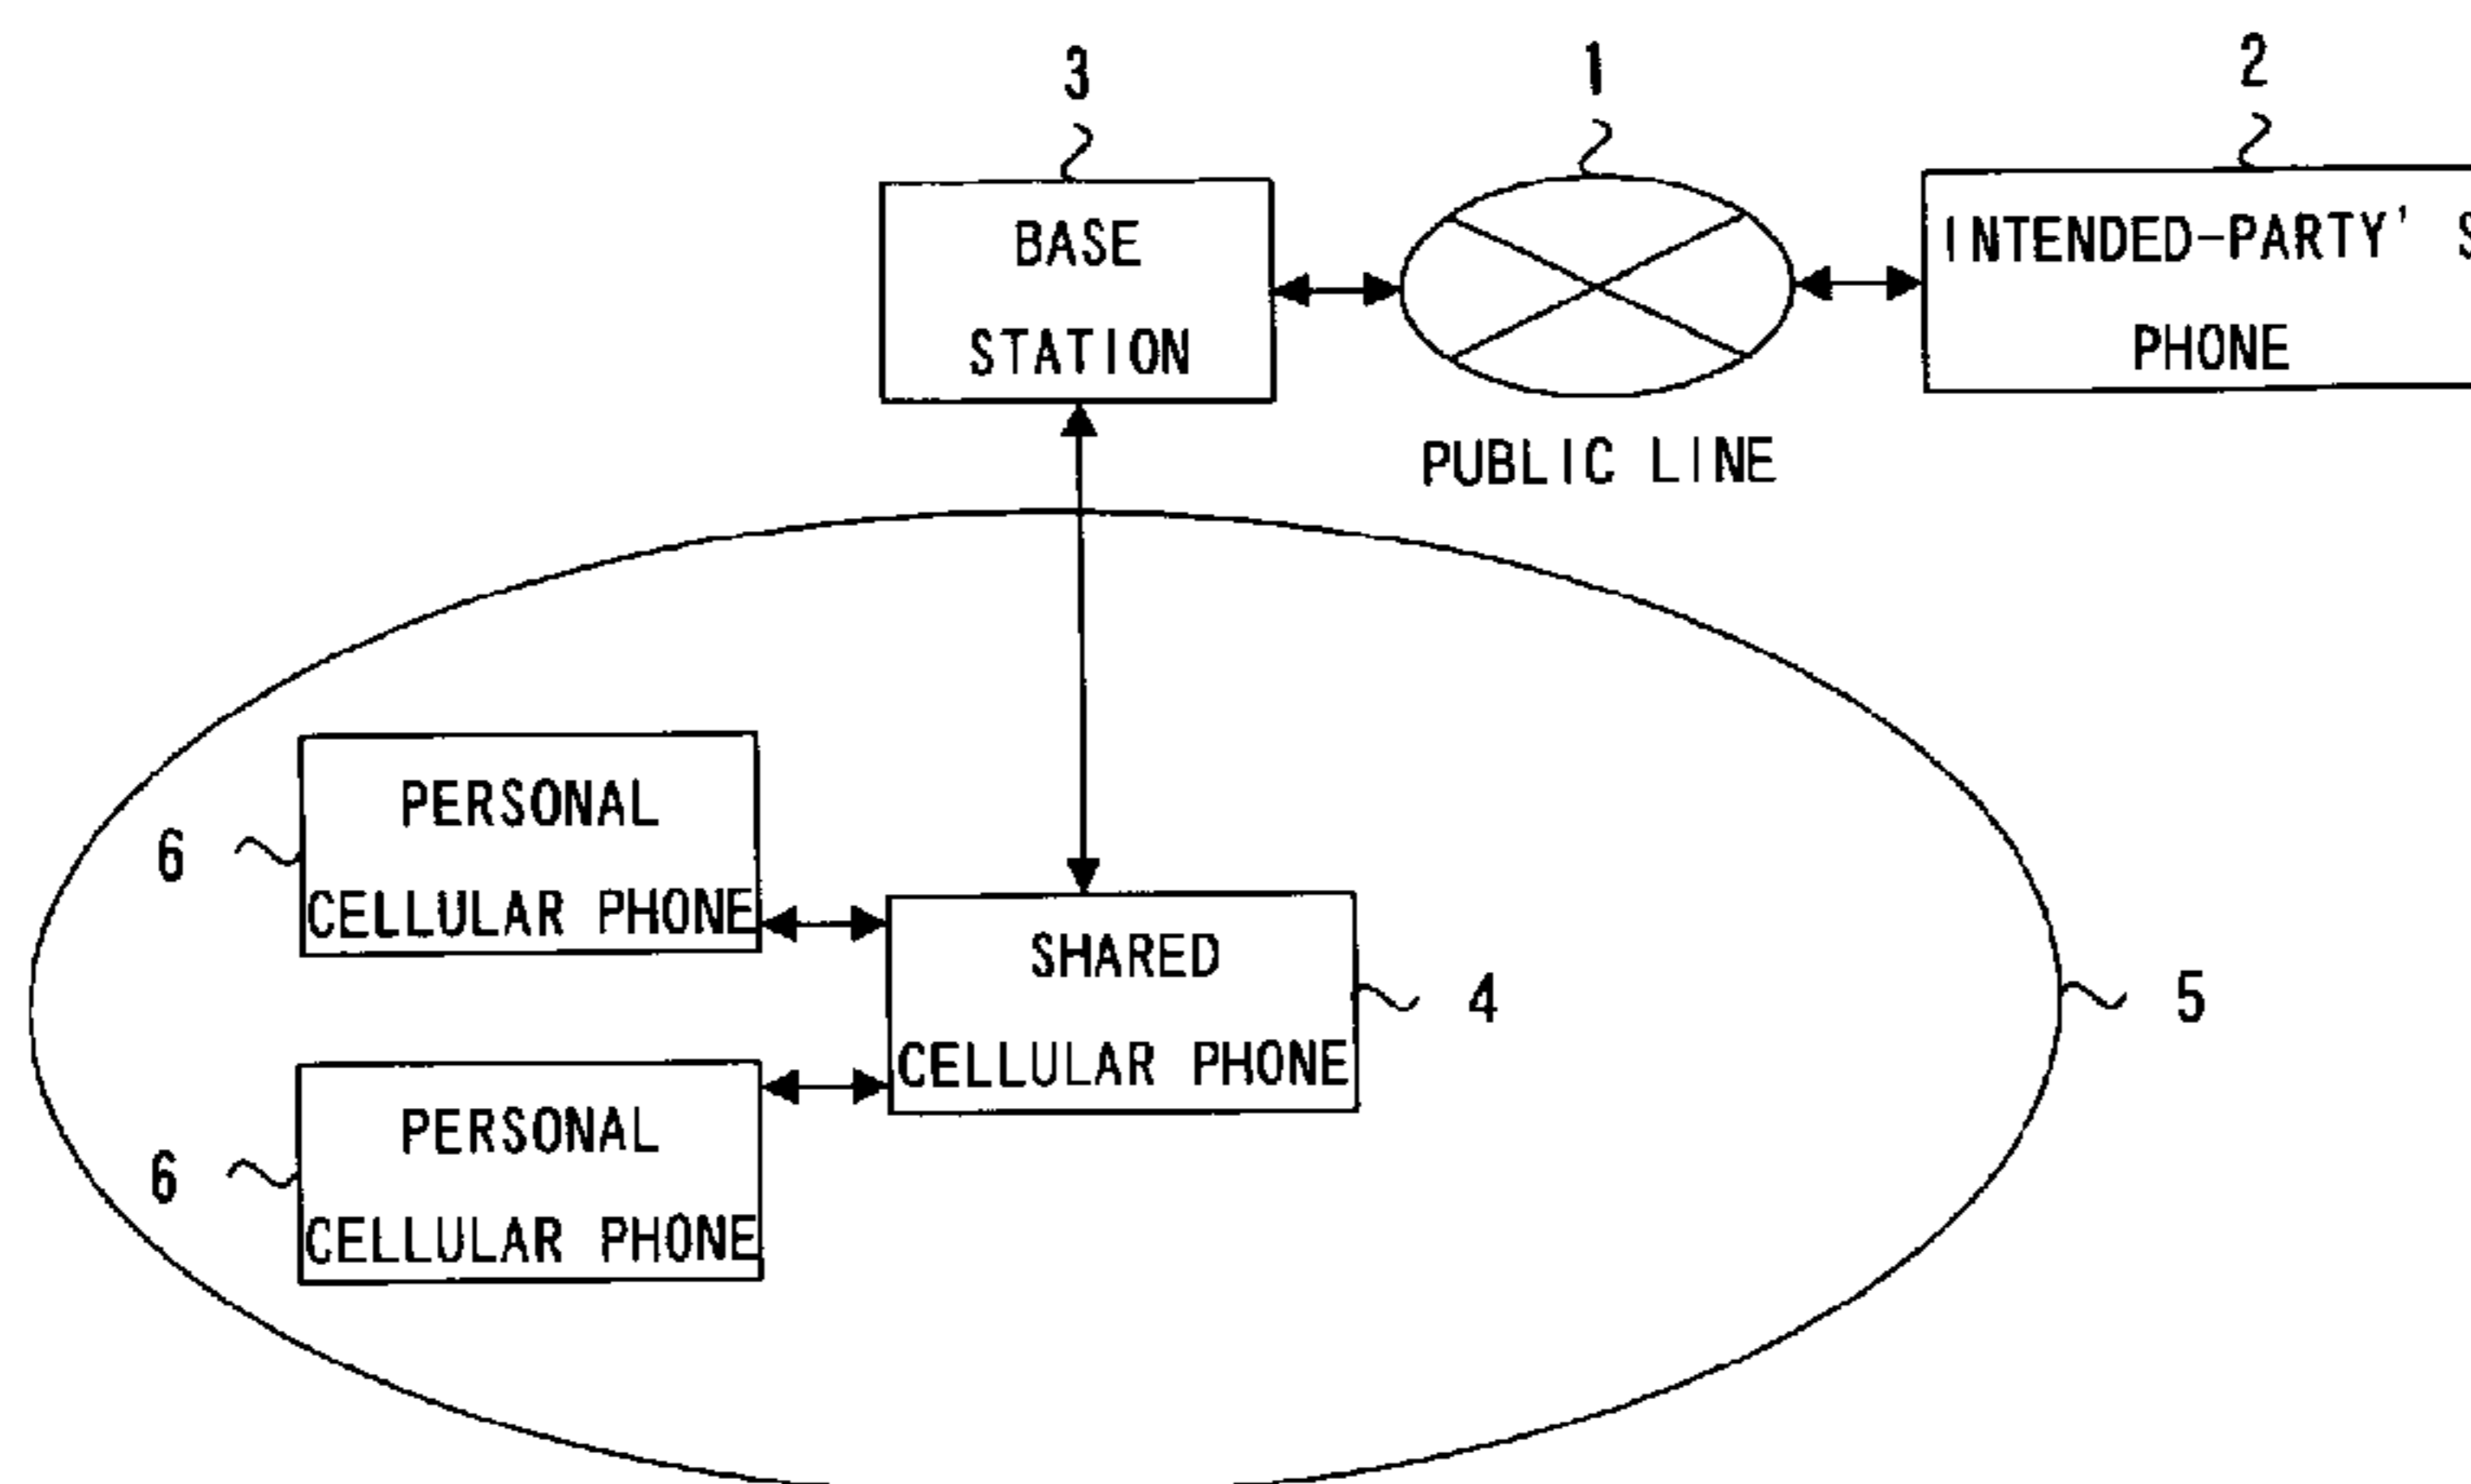 3
1
2
BASE
STATION
INTENDED-PARTY' S
PHONE
PUBLIC LINE
PERSONAL
CELLULAR PHONE
6
SHARED
CELLULAR PHONE
4
5
PERSONAL
CELLULAR PHONE
6